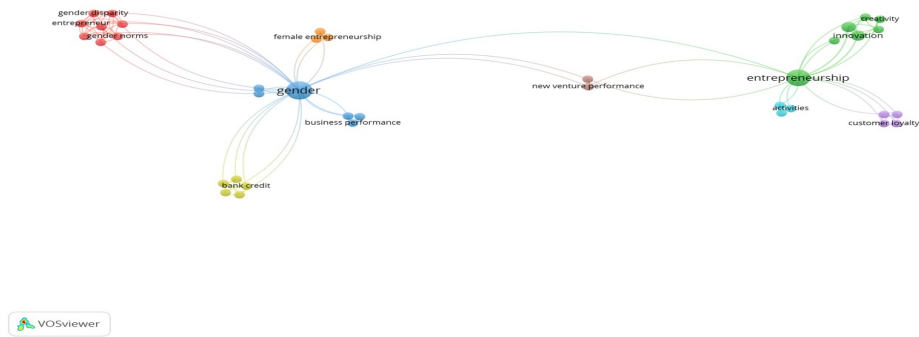 gender disparity
entrepreneur
gender norms
female entrepreneurship
gender
business performance
bank credit
new venture performance
creativity
innovation
entrepreneurship
activities
customer loyalty
VOSviewer